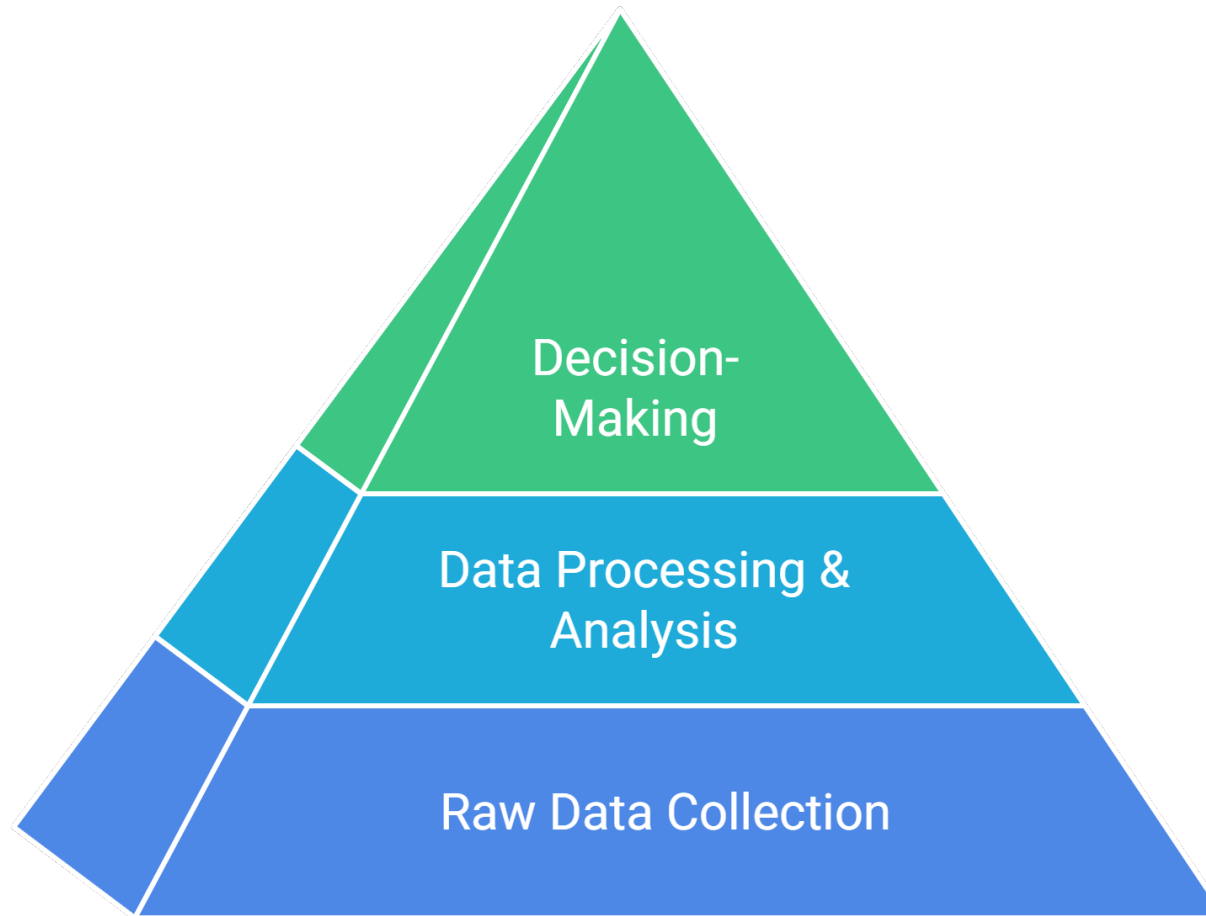 Decision-
Making
Data Processing &
Analysis
Raw Data Collection